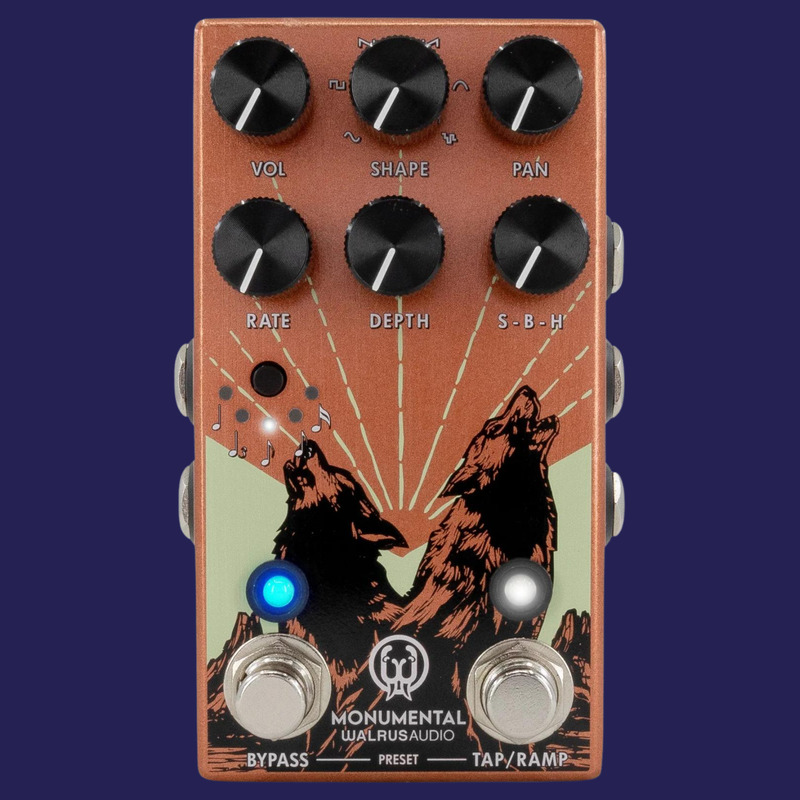 VOL SHAPE PAN
RATE DEPTH S-B-H
MONUMENTAL
WALRUSAUDIO
BYPASS PRESET TAP/RAMP